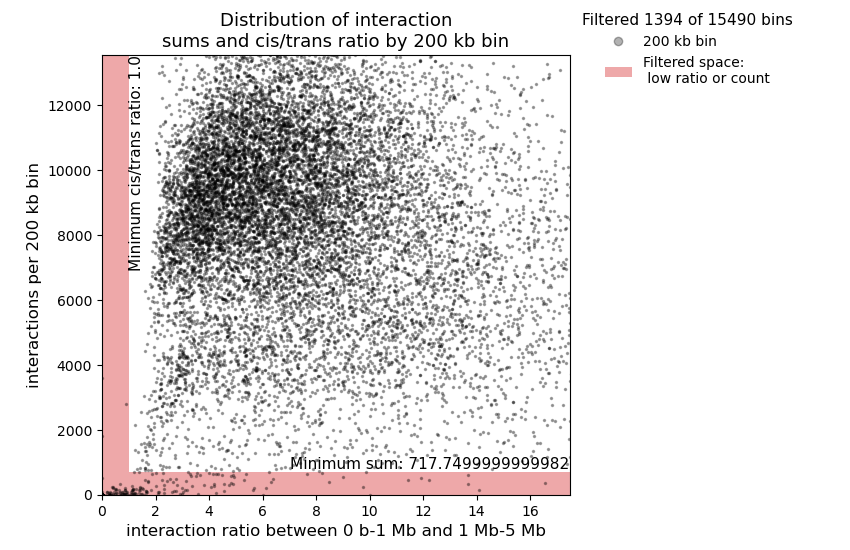 Distribution of interaction
sums and cis/trans ratio by 200 kb bin
Filtered 1394 of 15490 bins
200 kb bin
Filtered space:
low ratio or count
interactions per 200 kb bin
12000
10000
8000
6000
4000
2000
0
Minimum cis/trans ratio: 1.0
Minimum sum: 717.7499999999982
0 2 4 6 8 10 12 14 16
interaction ratio between 0 b-1 Mb and 1 Mb-5 Mb